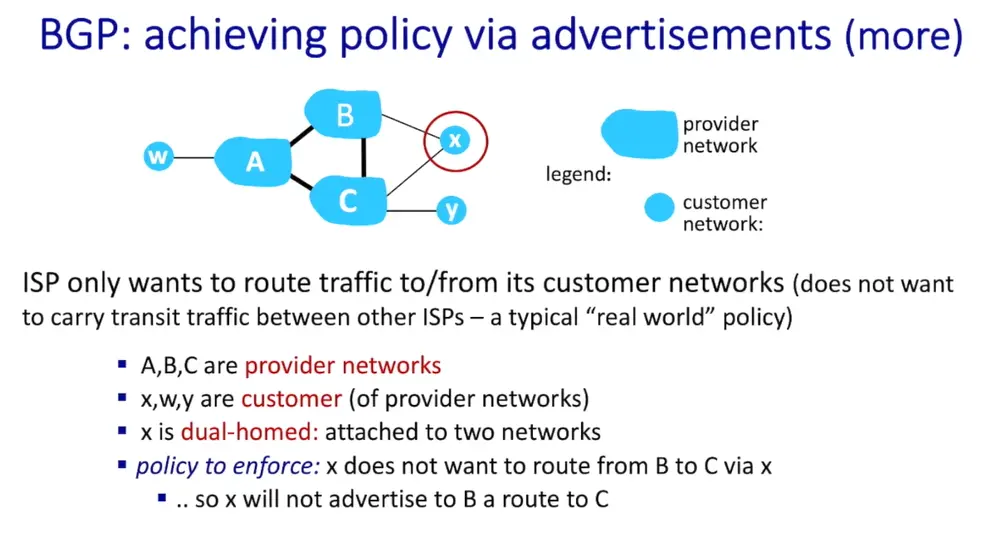 BGP: achieving policy via advertisements (more)
B
w
A
x
C
y
provider
network
legend:
customer
network:
ISP only wants to route traffic to/from its customer networks (does not want
to carry transit traffic between other ISPs – a typical “real world” policy)
▪ A,B,C are provider networks
▪ x,w,y are customer (of provider networks)
▪ x is dual-homed: attached to two networks
▪ policy to enforce: x does not want to route from B to C via x
▪ .. so x will not advertise to B a route to C